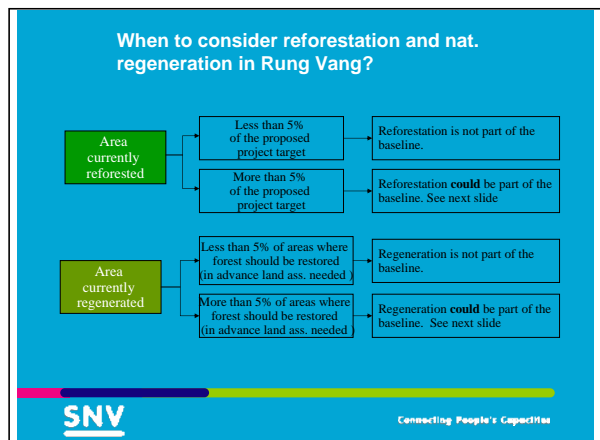 When to consider reforestation and nat.
regeneration in Rung Vang?
Area
currently
reforested
Less than 5%
of the proposed
project target
Reforestation is not part of the
baseline.
More than 5%
of the proposed
project target
Reforestation could be part of the
baseline. See next slide
Area
currently
regenerated
Less than 5% of areas where
forest should be restored
(in advance land ass. needed )
Regeneration is not part of the
baseline.
More than 5% of areas where
forest should be restored
(in advance land ass. needed )
Regeneration could be part of the
baseline. See next slide
SNV
Connecting People's Capacities